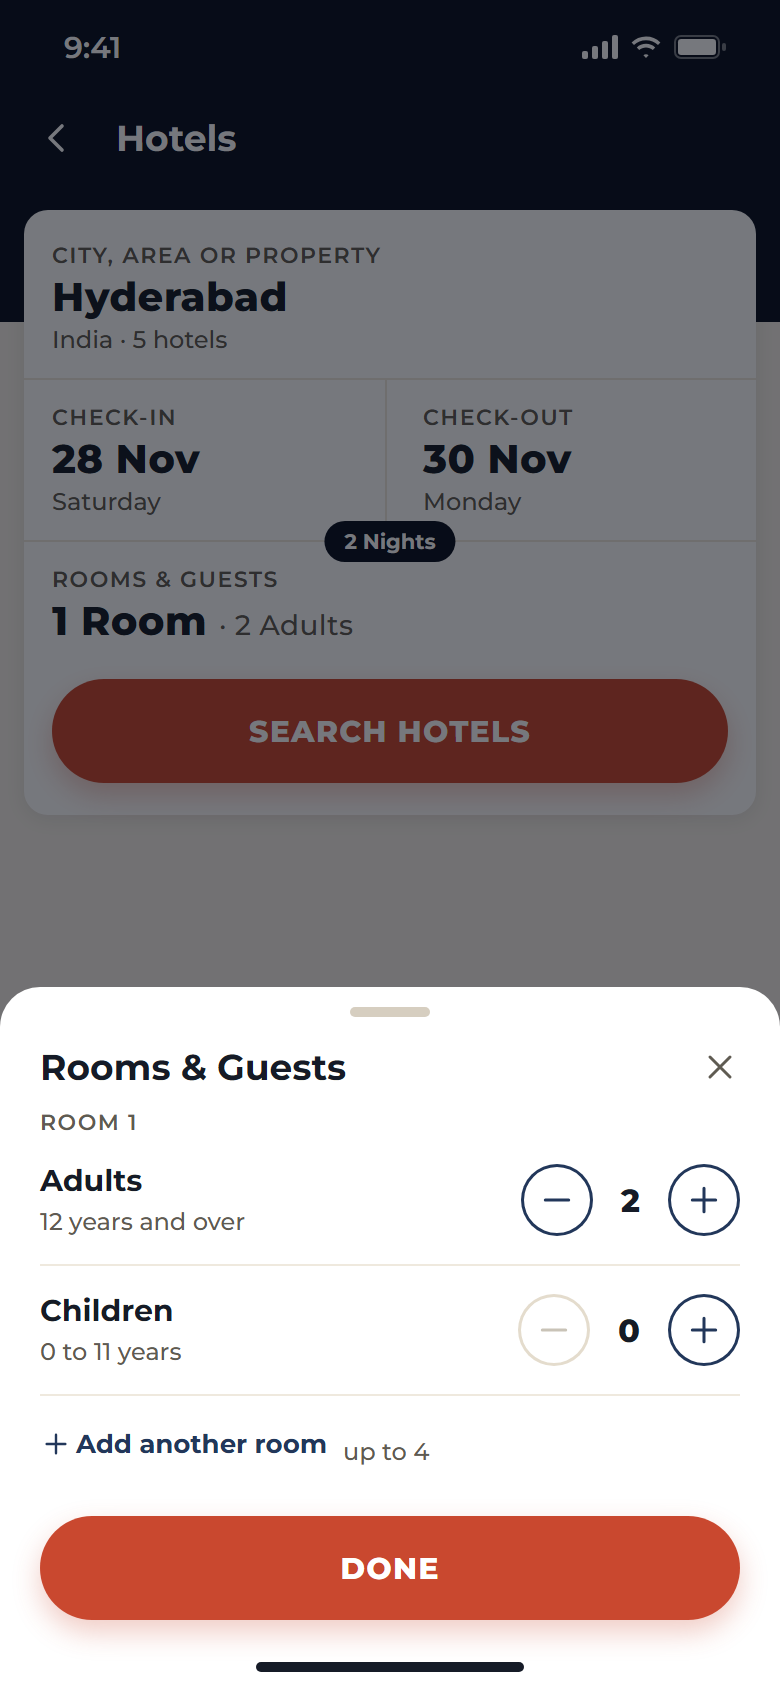 9:41
Hotels
CITY, AREA OR PROPERTY
Hyderabad
India · 5 hotels
CHECK-IN
28 Nov
Saturday
CHECK-OUT
30 Nov
Monday
2 Nights
ROOMS & GUESTS
1 Room · 2 Adults
SEARCH HOTELS
Rooms & Guests
ROOM 1
Adults
12 years and over
2
Children
0 to 11 years
0
Add another room up to 4
DONE